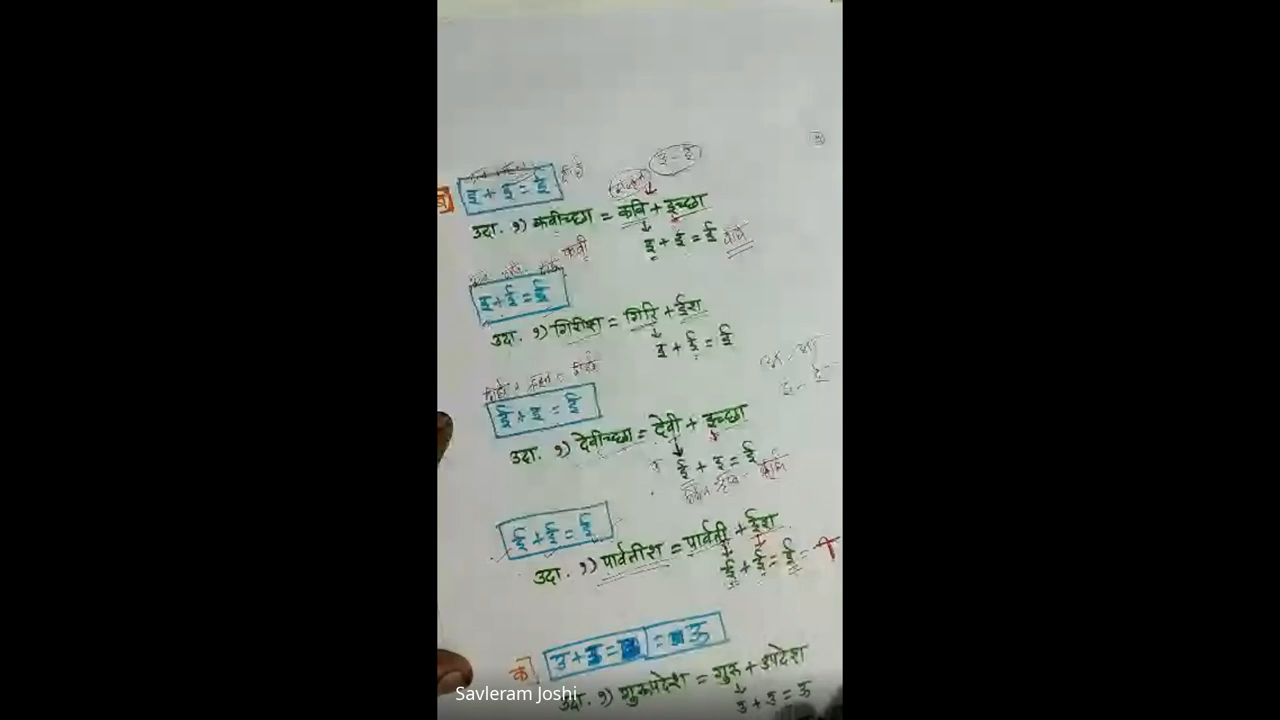 इ - ई
ब इ + इ = ई
उदा. १) कवीच्छा = कवि + इच्छा
इ + इ = ई दीर्घ
कवी
इ + ई = ई
उदा. १) गिरीश = गिरि + ईश
इ + ई = ई
ई + इ = ई
उदा. १) देवीच्छा = देवी + इच्छा
ई + इ = ई
दीर्घ
ई + ई = ई
उदा. १) पार्वतीश = पार्वती + ईश
ई + ई = ई = ी
क उ + उ = = ऊ
उदा. १) गुरूपदेश = गुरु + उपदेश
उ + उ = ऊ
Savleram Joshi